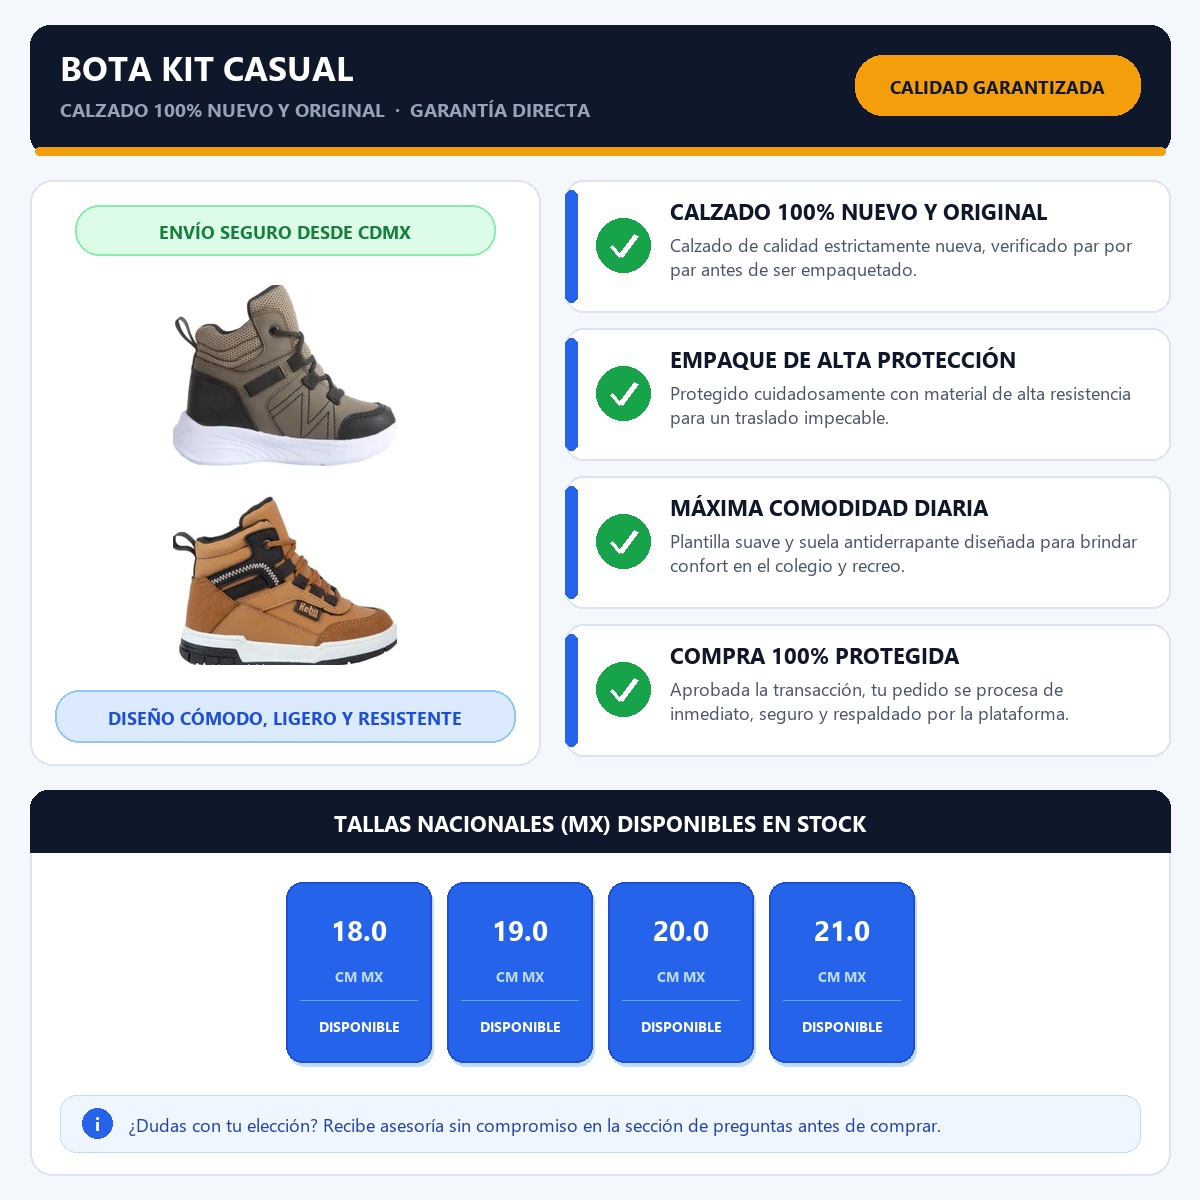 BOTA KIT CASUAL
CALZADO 100% NUEVO Y ORIGINAL · GARANTÍA DIRECTA
CALIDAD GARANTIZADA
ENVÍO SEGURO DESDE CDMX
Kebo
DISEÑO CÓMODO, LIGERO Y RESISTENTE
CALZADO 100% NUEVO Y ORIGINAL
Calzado de calidad estrictamente nueva, verificado par por
par antes de ser empaquetado.
EMPAQUE DE ALTA PROTECCIÓN
Protegido cuidadosamente con material de alta resistencia
para un traslado impecable.
MÁXIMA COMODIDAD DIARIA
Plantilla suave y suela antiderrapante diseñada para brindar
confort en el colegio y recreo.
COMPRA 100% PROTEGIDA
Aprobada la transacción, tu pedido se procesa de
inmediato, seguro y respaldado por la plataforma.
TALLAS NACIONALES (MX) DISPONIBLES EN STOCK
18.0
CM MX
DISPONIBLE
19.0
CM MX
DISPONIBLE
20.0
CM MX
DISPONIBLE
21.0
CM MX
DISPONIBLE
¿Dudas con tu elección? Recibe asesoría sin compromiso en la sección de preguntas antes de comprar.